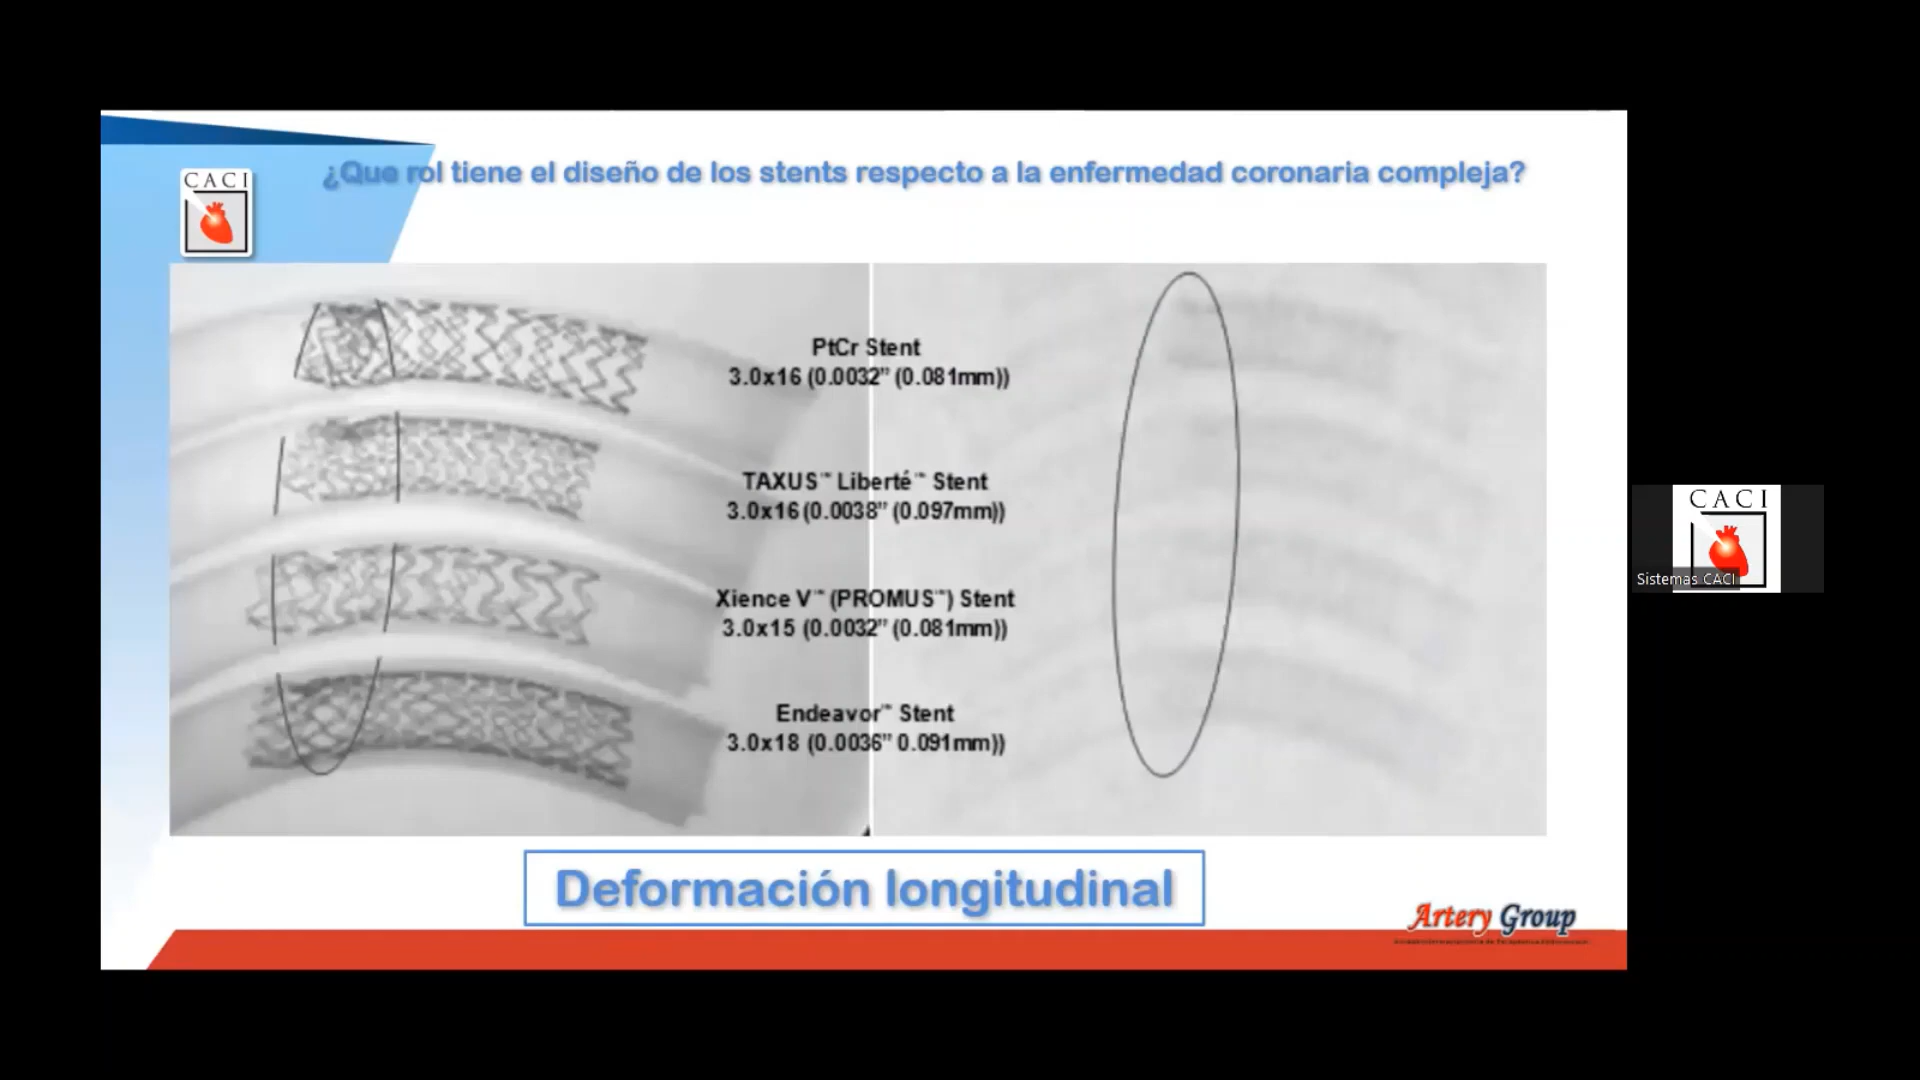 ¿Que rol tiene el diseño de los stents respecto a la enfermedad coronaria compleja?
CACI
PtCr Stent
3.0x16 (0.0032” (0.081mm))
TAXUS™ Liberté™ Stent
3.0x16 (0.0038” (0.097mm))
Xience V™ (PROMUS™) Stent
3.0x15 (0.0032” (0.081mm))
Endeavor™ Stent
3.0x18 (0.0036” 0.091mm))
Deformación longitudinal
Artery Group
CACI
Sistemas CACI